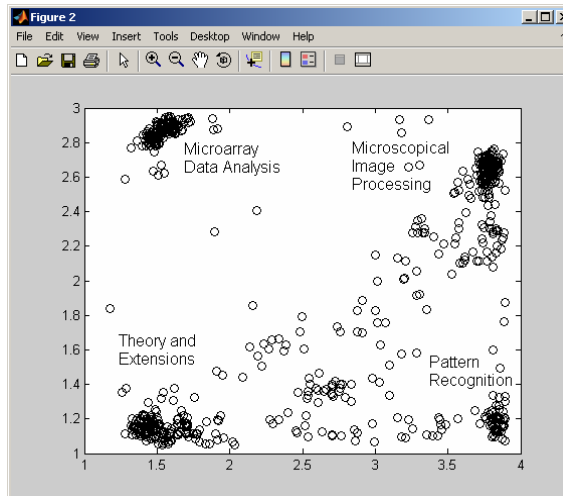 Figure 2
File Edit View Insert Tools Desktop Window Help
3
2.8
2.6
2.4
2.2
2
1.8
1.6
1.4
1.2
1
Microarray
Data Analysis
Microscopical
Image
Processing
Theory and
Extensions
Pattern
Recognition
1 1.5 2 2.5 3 3.5 4